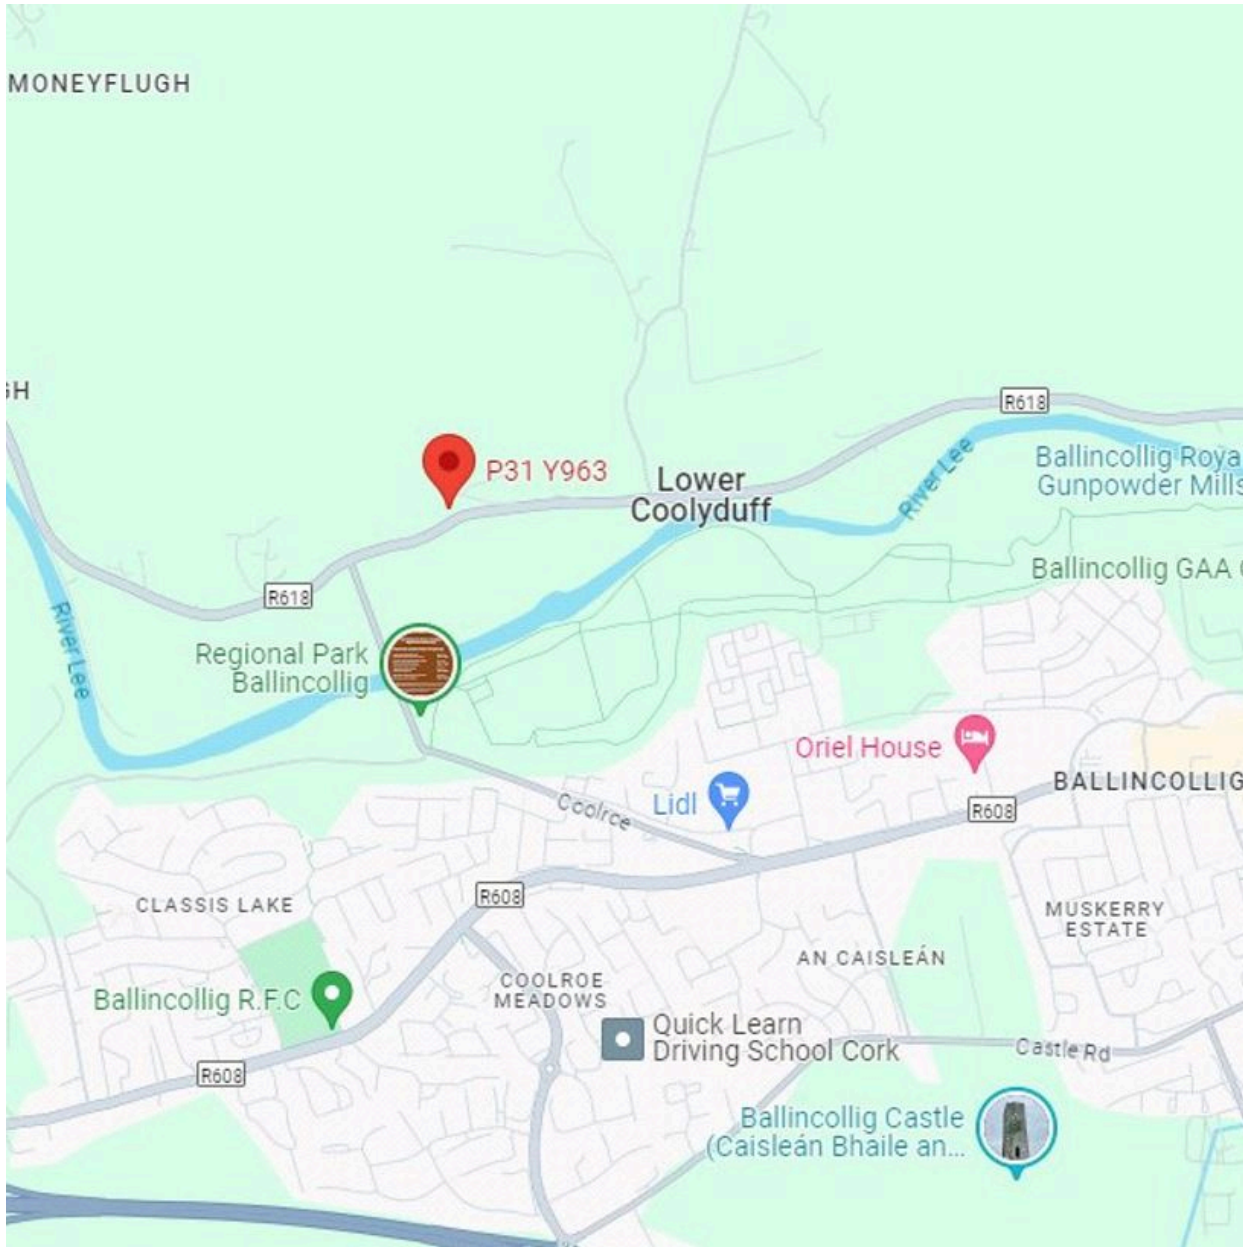 MONEYFLUGH
GH
R618
P31 Y963
Lower
Coolyduff
River Lee
Ballincollig Roya
Gunpowder Mills
Ballincollig GAA
R618
River Lee
Regional Park
Ballincollig
Oriel House
BALLINCOLLIG
Lidl
R608
Coolroe
R608
CLASSIS LAKE
MUSKERRY
ESTATE
AN CAISLEÁN
COOLROE
MEADOWS
Ballincollig R.F.C
Quick Learn
Driving School Cork
Castle Rd
R608
Ballincollig Castle
(Caisleán Bhaile an...